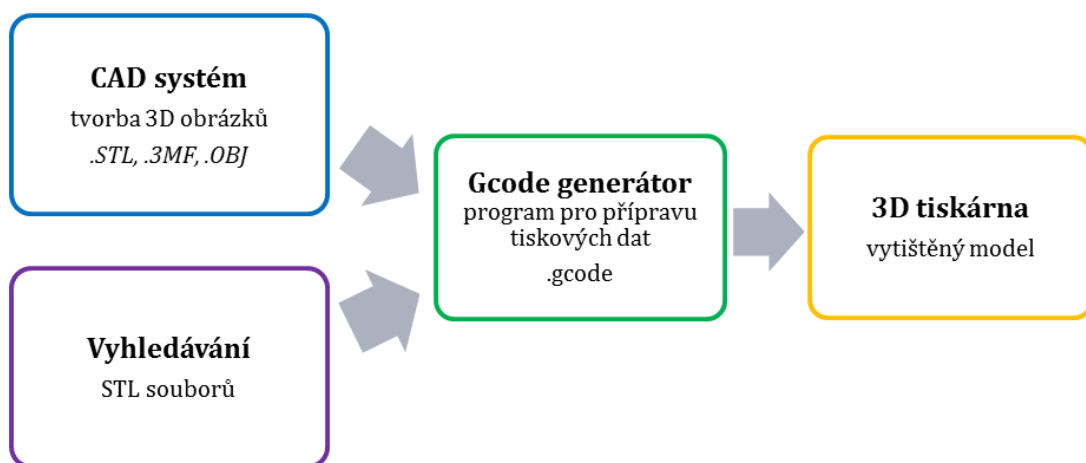 CAD systém
tvorba 3D obrázků
.STL, .3MF, .OBJ
Vyhledávání
STL souborů
Gcode generátor
program pro přípravu
tiskových dat
.gcode
3D tiskárna
vytištěný model